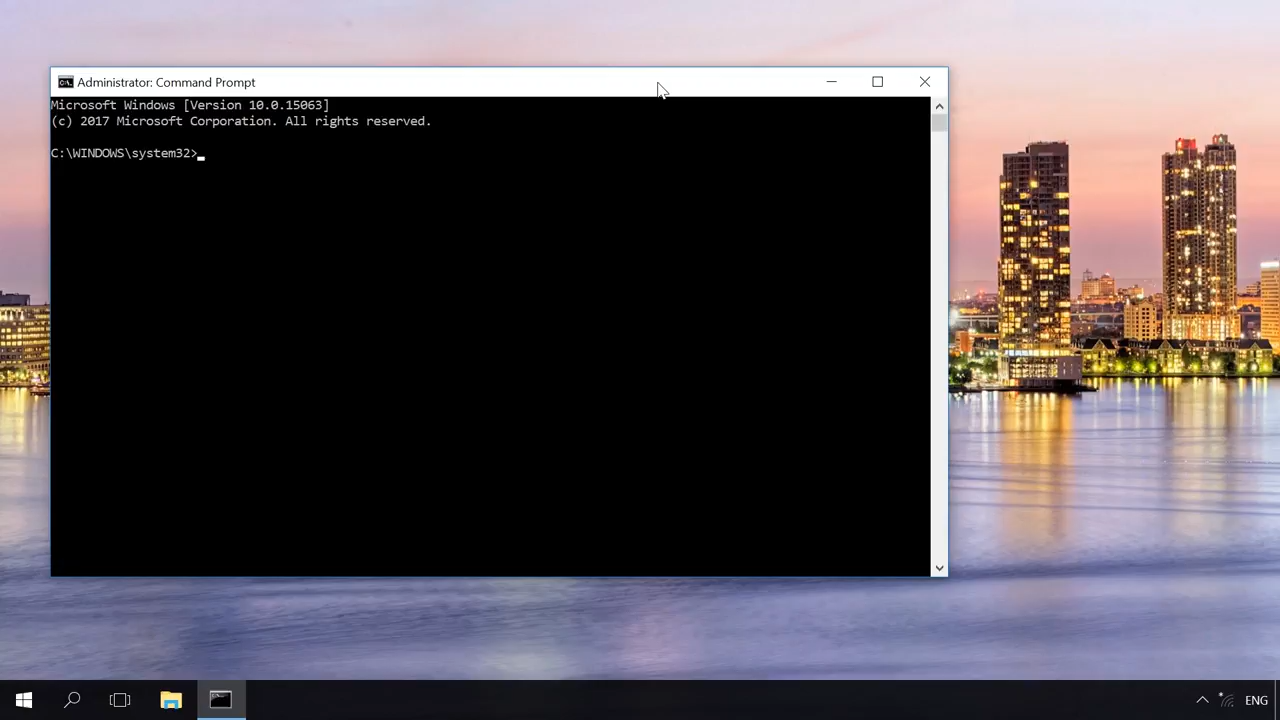 Administrator: Command Prompt
Microsoft Windows [Version 10.0.15063]
(c) 2017 Microsoft Corporation. All rights reserved.
C:\WINDOWS\system32>
ENG